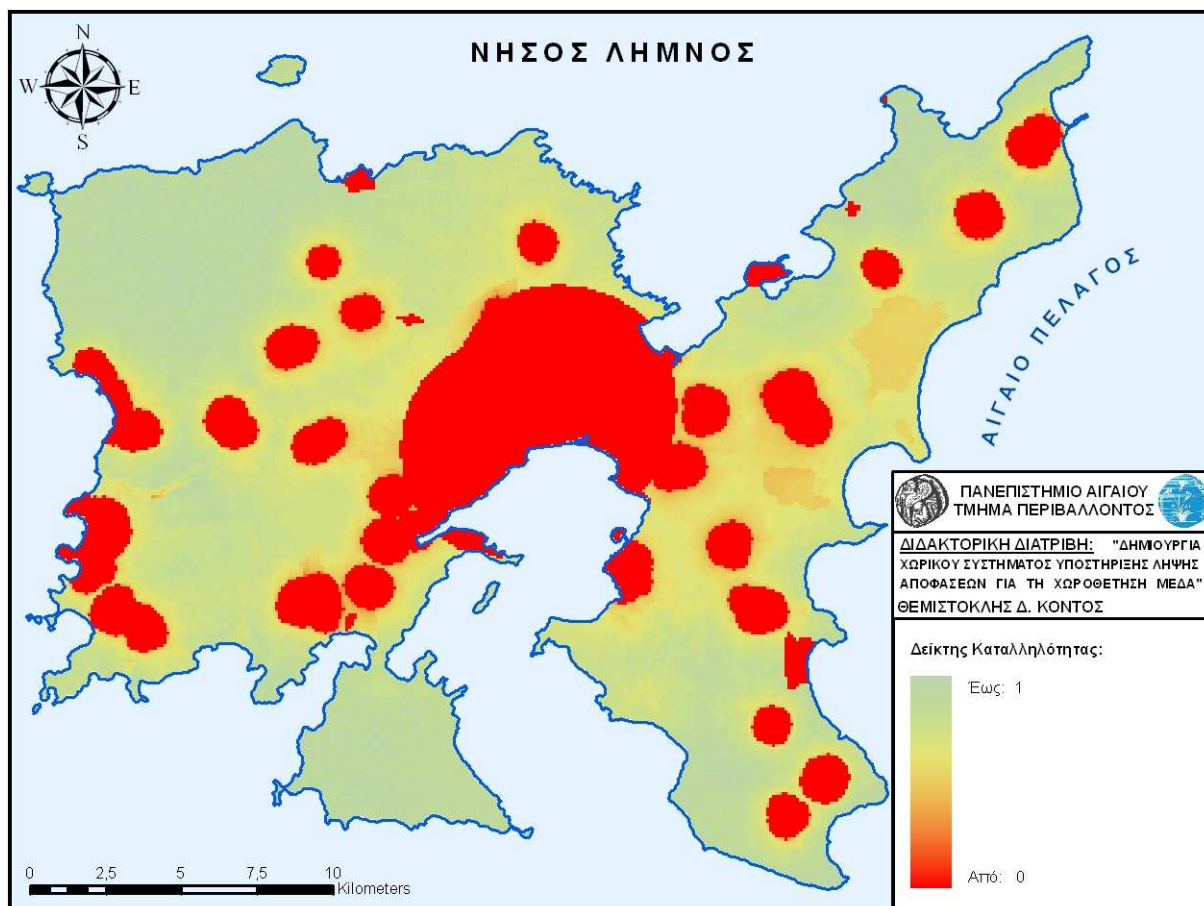 ΝΗΣΟΣ ΛΗΜΝΟΣ
N
W E
S
ΑΙΓΑΙΟ ΠΕΛΑΓΟΣ
ΠΑΝΕΠΙΣΤΗΜΙΟ ΑΙΓΑΙΟΥ
ΤΜΗΜΑ ΠΕΡΙΒΑΛΛΟΝΤΟΣ
ΔΙΔΑΚΤΟΡΙΚΗ ΔΙΑΤΡΙΒΗ: "ΔΗΜΙΟΥΡΓΙΑ
ΧΩΡΙΚΟΥ ΣΥΣΤΗΜΑΤΟΣ ΥΠΟΣΤΗΡΙΞΗΣ ΛΗΨΗΣ
ΑΠΟΦΑΣΕΩΝ ΓΙΑ ΤΗ ΧΩΡΟΘΕΤΗΣΗ ΜΕΔΑ"
ΘΕΜΙΣΤΟΚΛΗΣ Δ. ΚΟΝΤΟΣ
Δείκτης Καταλληλότητας:
Έως: 1
Από: 0
0 2,5 5 7,5 10
Kilometers